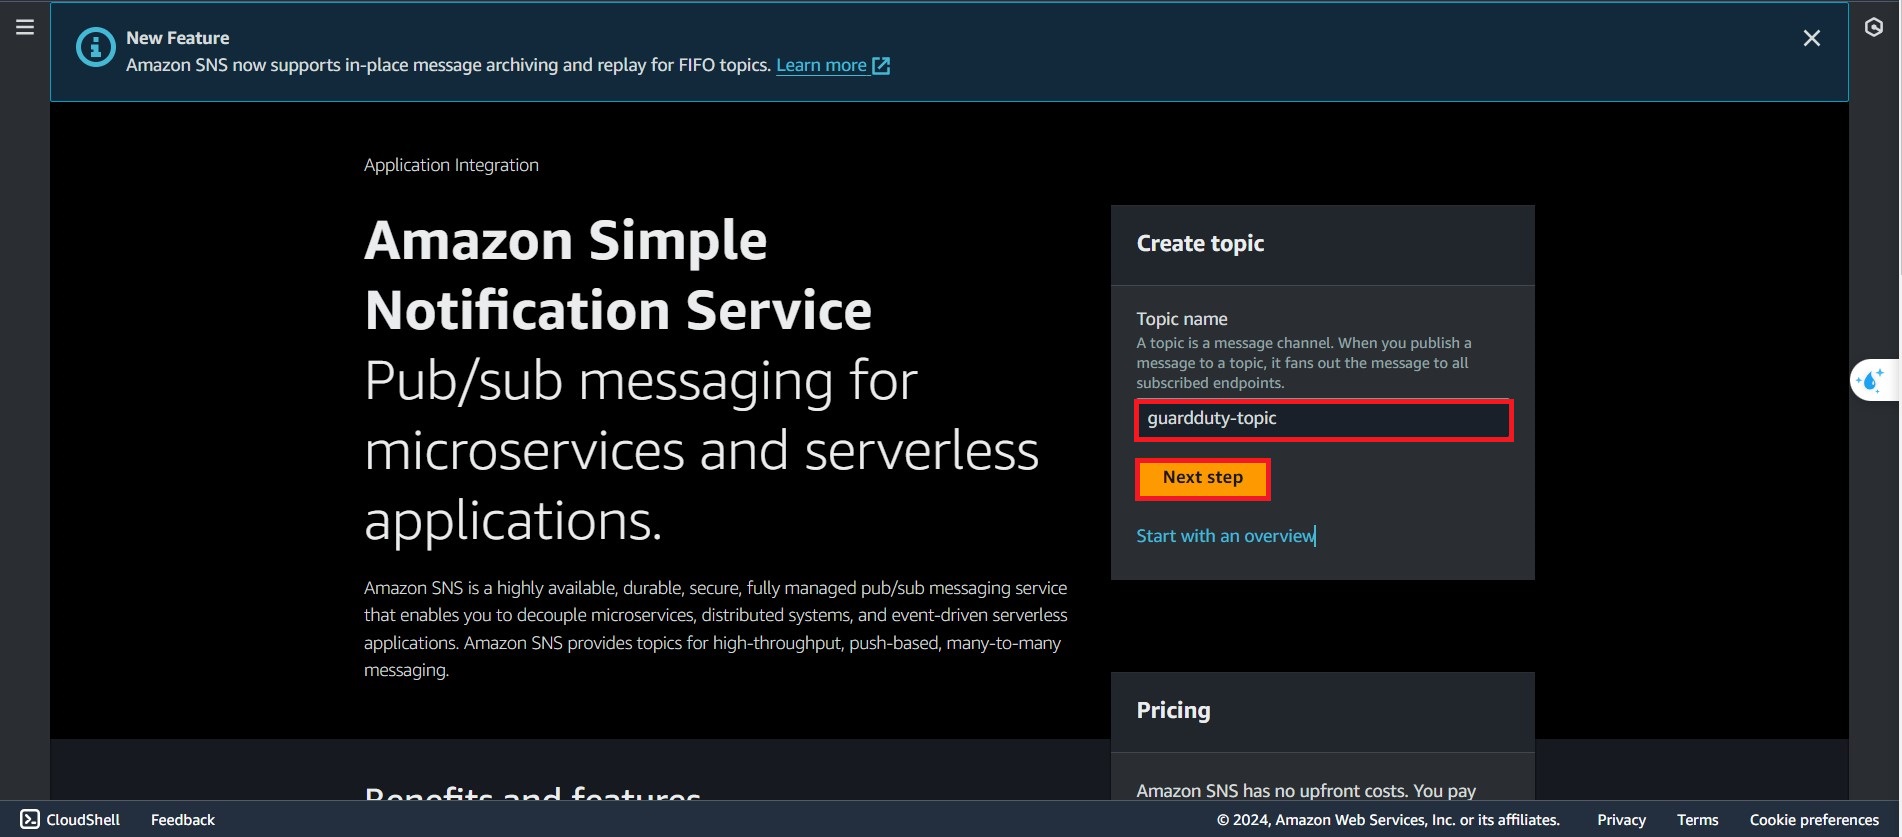 New Feature
Amazon SNS now supports in-place message archiving and replay for FIFO topics. Learn more
Application Integration
Amazon Simple
Notification Service
Pub/sub messaging for
microservices and serverless
applications.
Amazon SNS is a highly available, durable, secure, fully managed pub/sub messaging service
that enables you to decouple microservices, distributed systems, and event-driven serverless
applications. Amazon SNS provides topics for high-throughput, push-based, many-to-many
messaging.
Create topic
Topic name
A topic is a message channel. When you publish a
message to a topic, it fans out the message to all
subscribed endpoints.
guardduty-topic
Next step
Start with an overview
Pricing
Amazon SNS has no upfront costs. You pay
Benefits and features
CloudShell
Feedback
© 2024, Amazon Web Services, Inc. or its affiliates.
Privacy
Terms
Cookie preferences